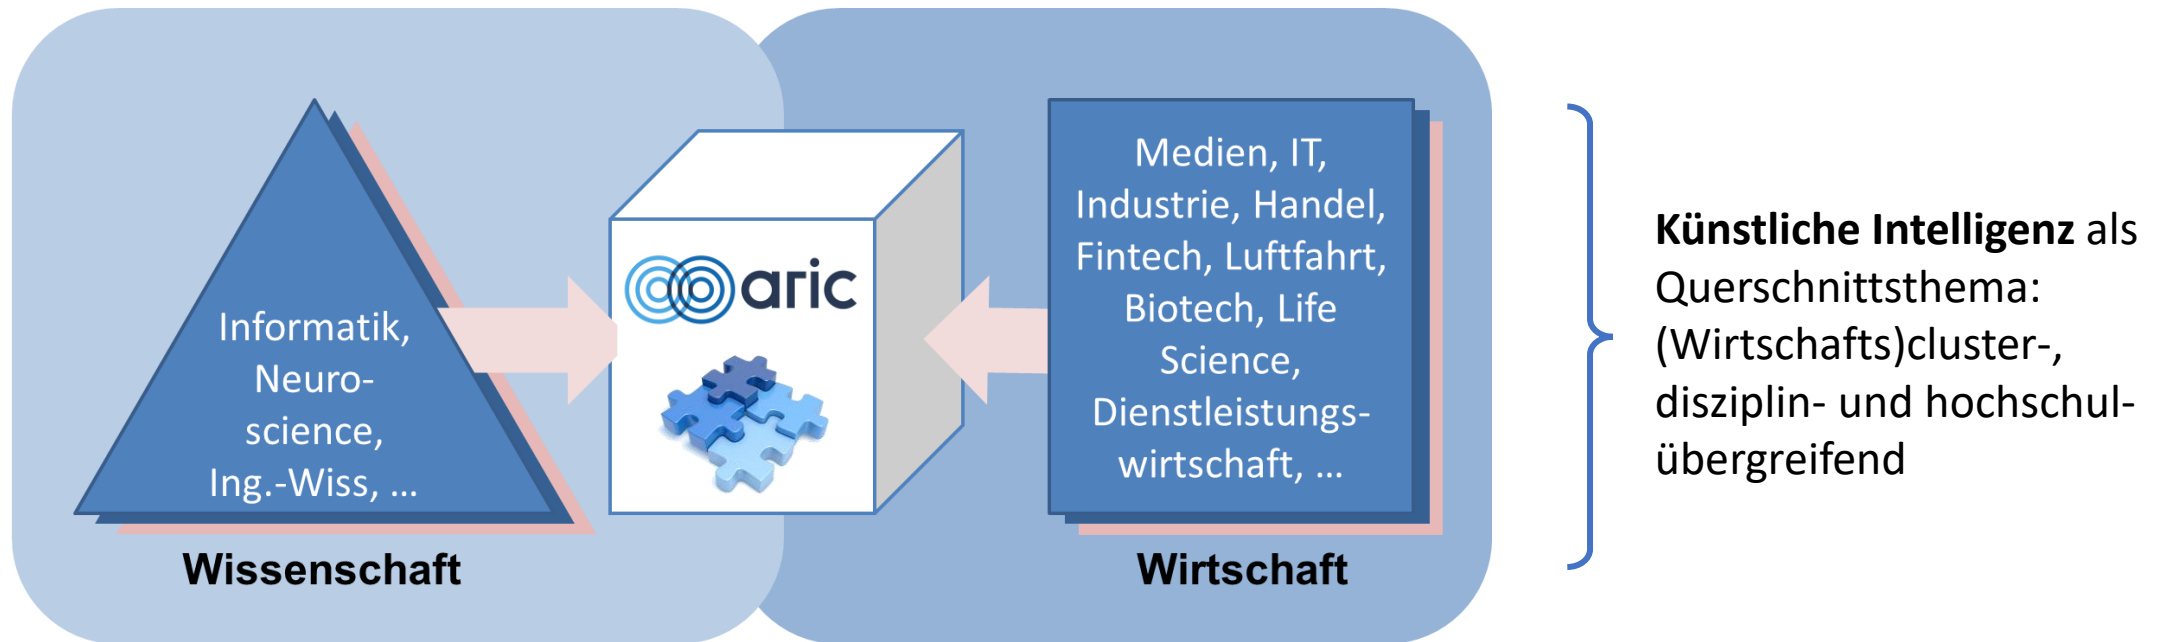 Informatik,
Neuro-
science,
Ing.-Wiss, ...
Wissenschaft
aric
Medien, IT,
Industrie, Handel,
Fintech, Luftfahrt,
Biotech, Life
Science,
Dienstleistungs-
wirtschaft, ...
Wirtschaft
Künstliche Intelligenz als
Querschnittsthema:
(Wirtschafts)cluster-,
disziplin- und hochschul-
übergreifend